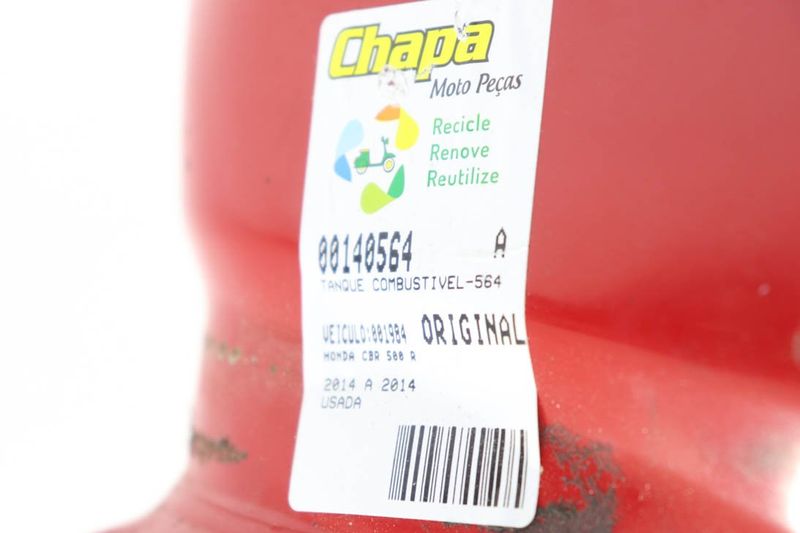 Chapa
Moto Peças
Recicle
Renove
Reutilize
00140564 A
TANQUE COMBUSTIVEL-564
VEICULO:001984 ORIGINAL
HONDA CBR 500 R
2014 A 2014
USADA